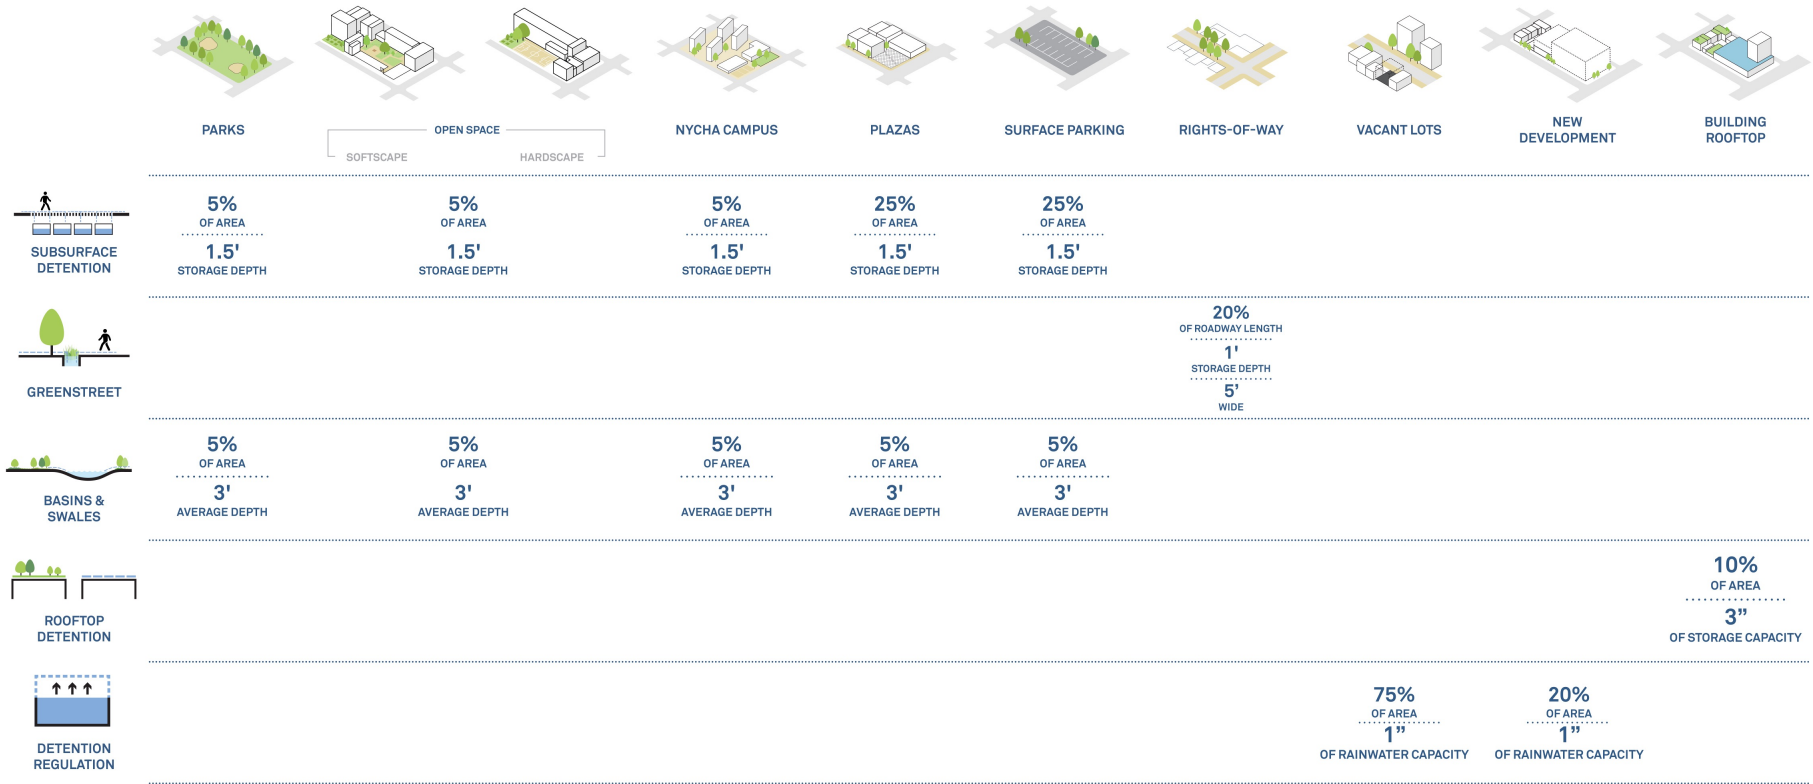 PARKS
OPEN SPACE
SOFTSCAPE
HARDSCAPE
NYCHA CAMPUS
PLAZAS
SURFACE PARKING
RIGHTS-OF-WAY
VACANT LOTS
NEW
DEVELOPMENT
BUILDING
ROOFTOP
SUBSURFACE
DETENTION
5%
OF AREA
1.5'
STORAGE DEPTH
5%
OF AREA
1.5'
STORAGE DEPTH
5%
OF AREA
1.5'
STORAGE DEPTH
25%
OF AREA
1.5'
STORAGE DEPTH
25%
OF AREA
1.5'
STORAGE DEPTH
GREENSTREET
20%
OF ROADWAY LENGTH
1'
STORAGE DEPTH
5’
WIDE
BASINS &
SWALES
5%
OF AREA
3'
AVERAGE DEPTH
5%
OF AREA
3'
AVERAGE DEPTH
5%
OF AREA
3'
AVERAGE DEPTH
5%
OF AREA
3'
AVERAGE DEPTH
5%
OF AREA
3'
AVERAGE DEPTH
ROOFTOP
DETENTION
10%
OF AREA
3”
OF STORAGE CAPACITY
DETENTION
REGULATION
75%
OF AREA
1”
OF RAINWATER CAPACITY
20%
OF AREA
1”
OF RAINWATER CAPACITY